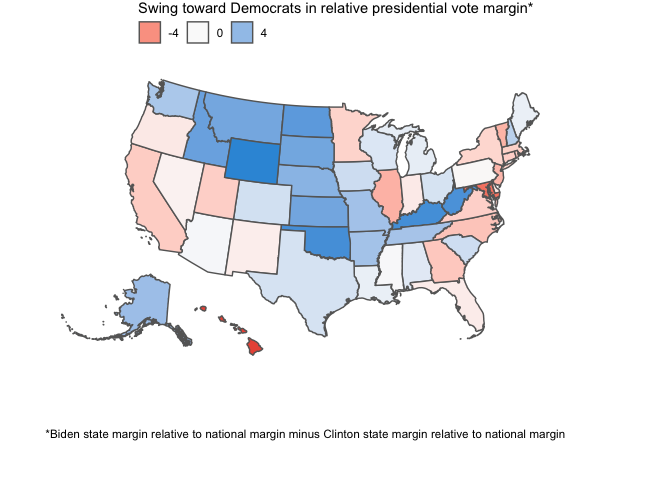 Swing toward Democrats in relative presidential vote margin*
-4 0 4
*Biden state margin relative to national margin minus Clinton state margin relative to national margin